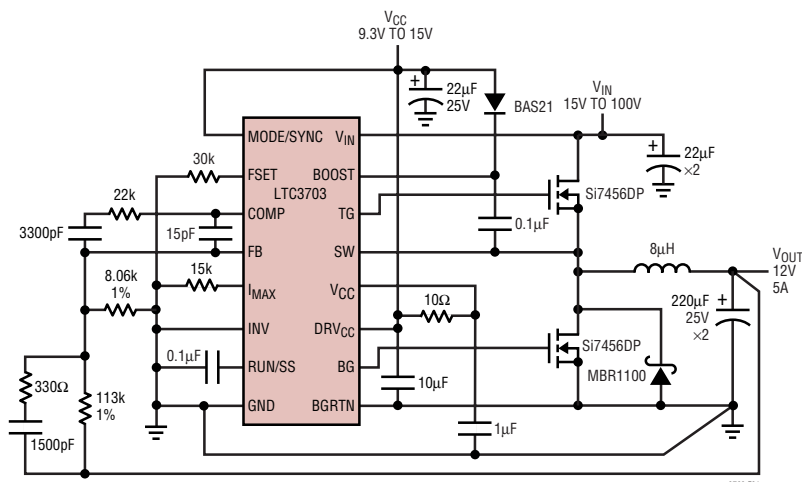 VCC
9.3V TO 15V
+
22µF
25V
BAS21
VIN
15V TO 100V
+
22µF
×2
MODE/SYNC
VIN
30k
FSET
BOOST
LTC3703
Si7456DP
22k
COMP
TG
0.1µF
3300pF
15pF
FB
SW
8µH
VOUT
12V
5A
8.06k
1%
15k
IMAX
VCC
10Ω
220µF
25V
×2
+
INV
DRVCC
Si7456DP
0.1µF
RUN/SS
BG
MBR1100
330Ω
113k
1%
10µF
GND
BGRTN
1500pF
1µF